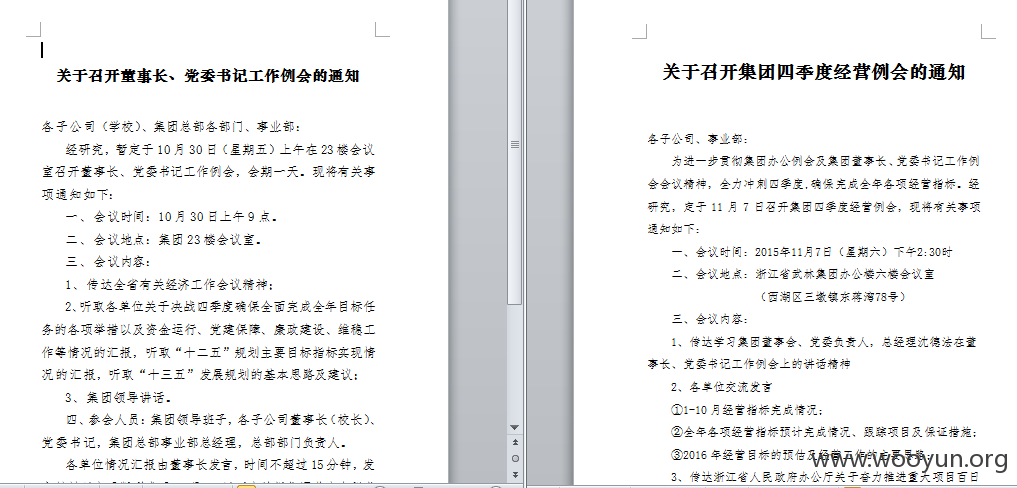 关于召开董事长、党委书记工作例会的通知
各子公司（学校）、集团总部各部门、事业部：
经研究，暂定于10月30日（星期五）上午在23楼会议
室召开董事长、党委书记工作例会，会期一天。现将有关事
项通知如下：
一、会议时间：10月30日上午9点。
二、会议地点：集团23楼会议室。
三、会议内容：
1、传达全省有关经济工作会议精神；
2、听取各单位关于决战四季度确保全面完成全年目标任
务的各项举措以及资金运行、党建保障、廉政建设、维稳工
作等情况的汇报，听取“十二五”规划主要目标指标实现情
况的汇报，听取“十三五”发展规划的基本思路及建议；
3、集团领导讲话。
四、参会人员：集团领导班子，各子公司董事长（校长）、
党委书记，集团总部事业部总经理，总部部门负责人。
各单位情况汇报由董事长发言，时间不超过15分钟，发
关于召开集团四季度经营例会的通知
各子公司、事业部：
为进一步贯彻集团办公例会及集团董事长、党委书记工作例
会会议精神，全力冲刺四季度,确保完成全年各项经营指标。经
研究，定于11月7日召开集团四季度经营例会，现将有关事项
通知如下：
一、会议时间：2015年11月7日（星期六）下午2:30时
二、会议地点：浙江省武林集团办公楼六楼会议室
（西湖区三墩镇东蒋湾78号）
三、会议内容：
1、传达学习集团董事会、党委负责人，总经理沈德法在董
事长、党委书记工作例会上的讲话精神
2、各单位交流发言
①1-10月经营指标完成情况；
②全年各项经营指标预计完成情况、跟踪项目及保证措施；
③2016年经营目标的预估及经营工作的主要思路；
3、传达浙江省人民政府办公厅关于奋力推进重大项目百日
www.wooyun.org